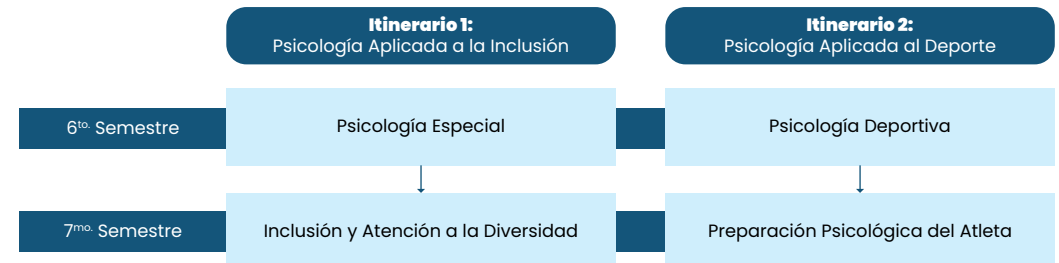 Itinerario 1:
Psicología Aplicada a la Inclusión
Itinerario 2:
Psicología Aplicada al Deporte
6to. Semestre
Psicología Especial
Psicología Deportiva
7mo. Semestre
Inclusión y Atención a la Diversidad
Preparación Psicológica del Atleta